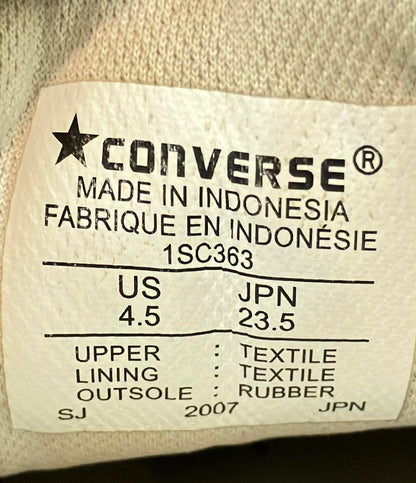 ★CONVERSE®
MADE IN INDONESIA
FABRIQUE EN INDONÉSIE
1SC363
US JPN
4.5 23.5
UPPER : TEXTILE
LINING : TEXTILE
OUTSOLE : RUBBER
SJ 2007 JPN